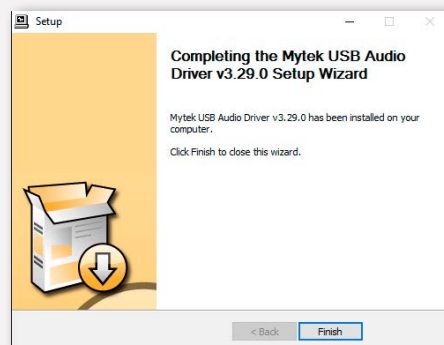 Setup
Completing the Mytek USB Audio
Driver v3.29.0 Setup Wizard
Mytek USB Audio Driver v3.29.0 has been installed on your
computer.
Click Finish to close this wizard.
< Back
Finish